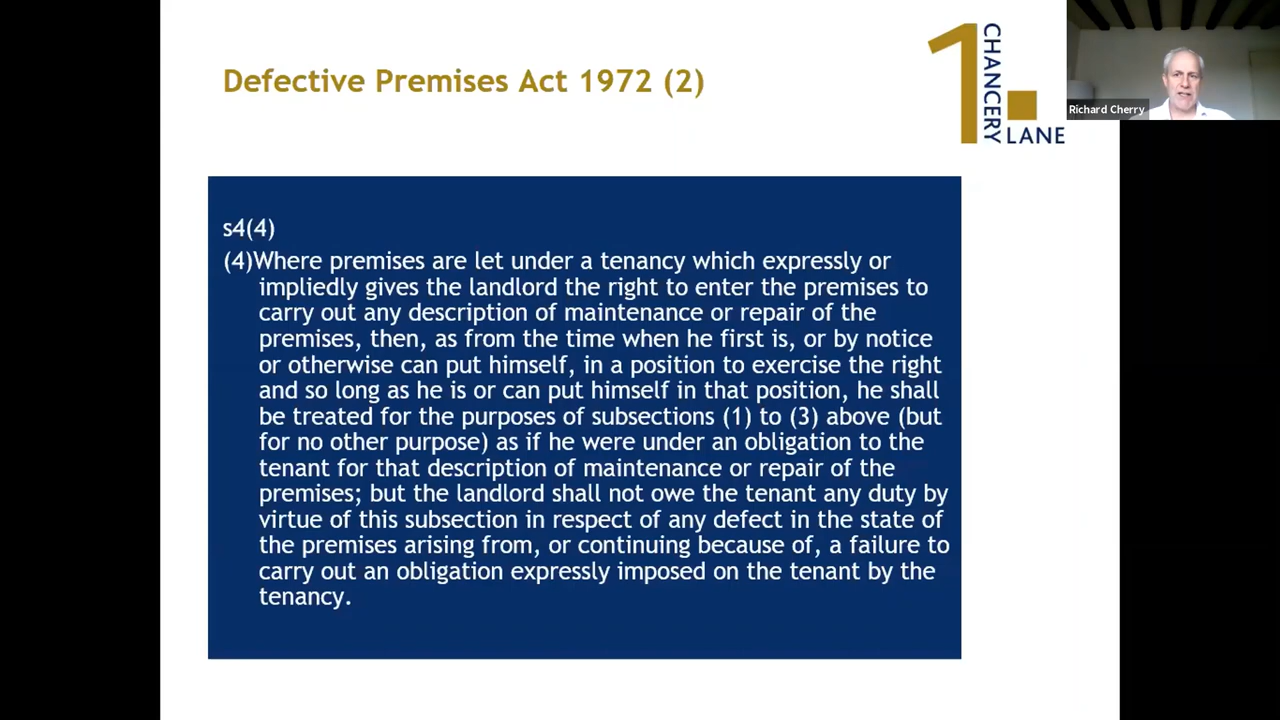 Defective Premises Act 1972 (2)
1 CHANCERY LANE
Richard Cherry
s4(4)
(4)Where premises are let under a tenancy which expressly or
impliedly gives the landlord the right to enter the premises to
carry out any description of maintenance or repair of the
premises, then, as from the time when he first is, or by notice
or otherwise can put himself, in a position to exercise the right
and so long as he is or can put himself in that position, he shall
be treated for the purposes of subsections (1) to (3) above (but
for no other purpose) as if he were under an obligation to the
tenant for that description of maintenance or repair of the
premises; but the landlord shall not owe the tenant any duty by
virtue of this subsection in respect of any defect in the state of
the premises arising from, or continuing because of, a failure to
carry out an obligation expressly imposed on the tenant by the
tenancy.